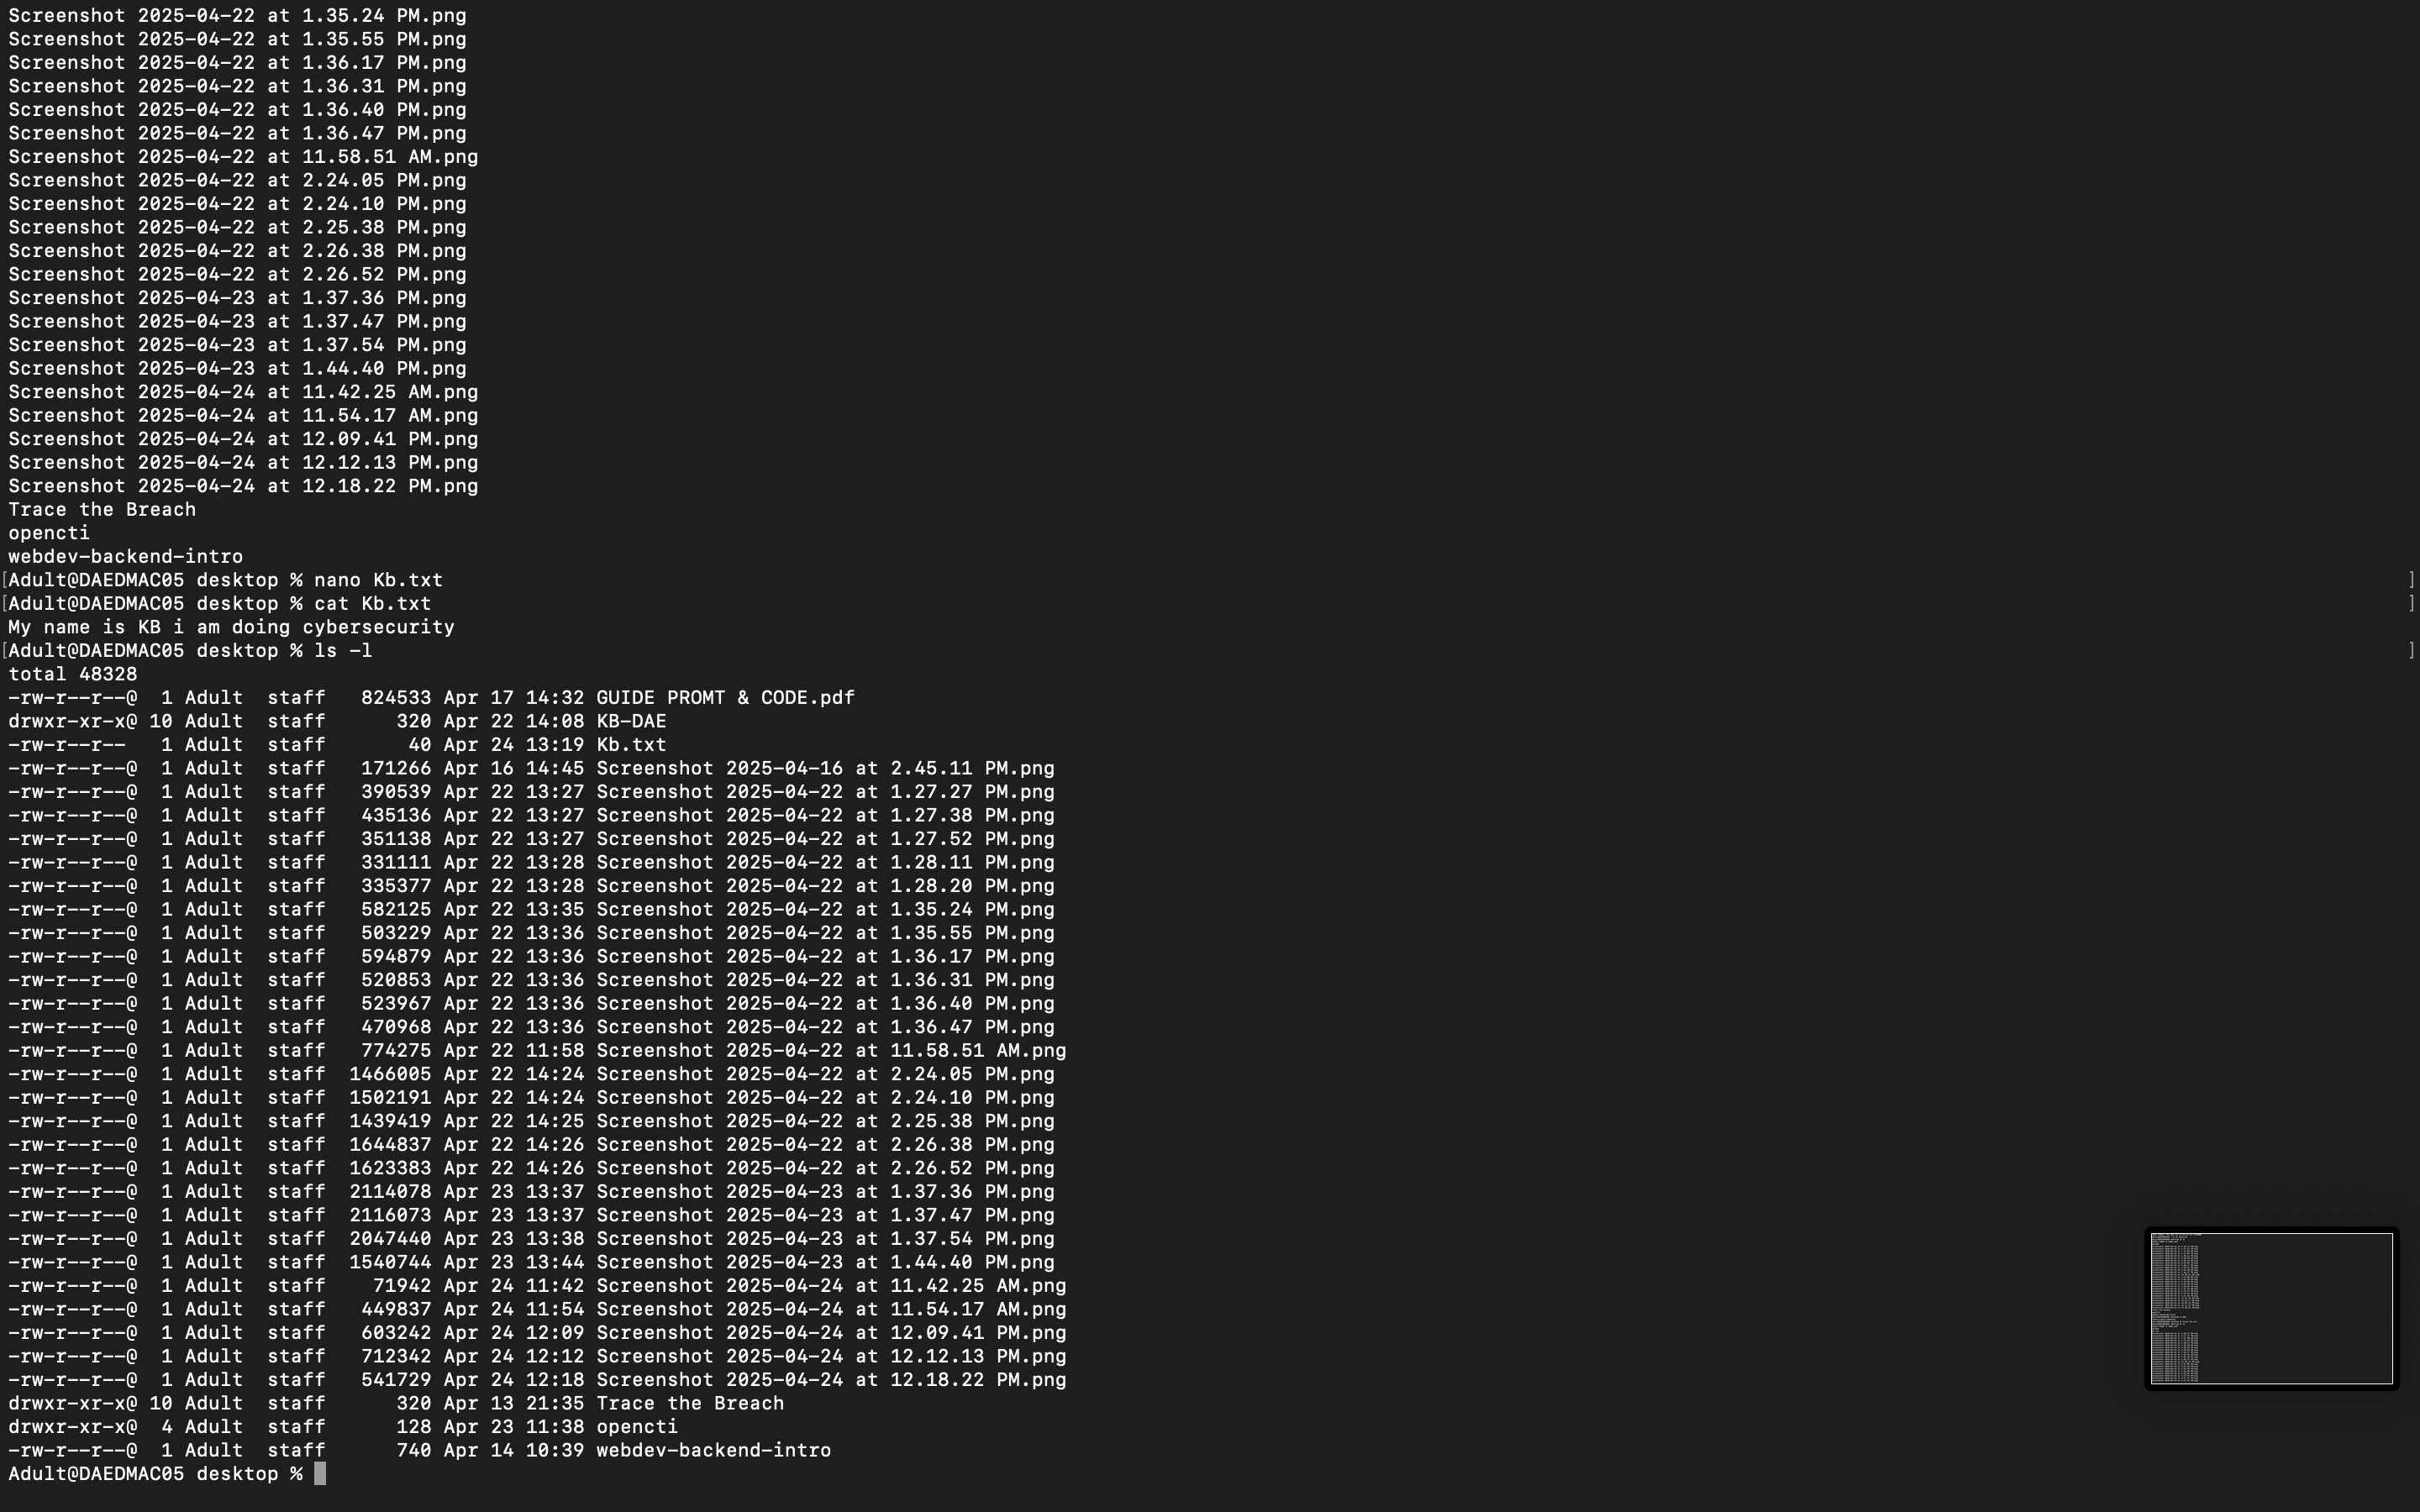 Screenshot 2025-04-22 at 1.35.24 PM.png
Screenshot 2025-04-22 at 1.35.55 PM.png
Screenshot 2025-04-22 at 1.36.17 PM.png
Screenshot 2025-04-22 at 1.36.31 PM.png
Screenshot 2025-04-22 at 1.36.40 PM.png
Screenshot 2025-04-22 at 1.36.47 PM.png
Screenshot 2025-04-22 at 11.58.51 AM.png
Screenshot 2025-04-22 at 2.24.05 PM.png
Screenshot 2025-04-22 at 2.24.10 PM.png
Screenshot 2025-04-22 at 2.25.38 PM.png
Screenshot 2025-04-22 at 2.26.38 PM.png
Screenshot 2025-04-22 at 2.26.52 PM.png
Screenshot 2025-04-23 at 1.37.36 PM.png
Screenshot 2025-04-23 at 1.37.47 PM.png
Screenshot 2025-04-23 at 1.37.54 PM.png
Screenshot 2025-04-23 at 1.44.40 PM.png
Screenshot 2025-04-24 at 11.42.25 AM.png
Screenshot 2025-04-24 at 11.54.17 AM.png
Screenshot 2025-04-24 at 12.09.41 PM.png
Screenshot 2025-04-24 at 12.12.13 PM.png
Screenshot 2025-04-24 at 12.18.22 PM.png
Trace the Breach
opencti
webdev-backend-intro
[Adult@DAEDMAC05 desktop % nano Kb.txt ]
[Adult@DAEDMAC05 desktop % cat Kb.txt ]
My name is KB i am doing cybersecurity
[Adult@DAEDMAC05 desktop % ls -l ]
total 48328
-rw-r--r--@  1 Adult  staff   824533 Apr 17 14:32 GUIDE PROMT & CODE.pdf
drwxr-xr-x@ 10 Adult  staff      320 Apr 22 14:08 KB-DAE
-rw-r--r--   1 Adult  staff       40 Apr 24 13:19 Kb.txt
-rw-r--r--@  1 Adult  staff   171266 Apr 16 14:45 Screenshot 2025-04-16 at 2.45.11 PM.png
-rw-r--r--@  1 Adult  staff   390539 Apr 22 13:27 Screenshot 2025-04-22 at 1.27.27 PM.png
-rw-r--r--@  1 Adult  staff   435136 Apr 22 13:27 Screenshot 2025-04-22 at 1.27.38 PM.png
-rw-r--r--@  1 Adult  staff   351138 Apr 22 13:27 Screenshot 2025-04-22 at 1.27.52 PM.png
-rw-r--r--@  1 Adult  staff   331111 Apr 22 13:28 Screenshot 2025-04-22 at 1.28.11 PM.png
-rw-r--r--@  1 Adult  staff   335377 Apr 22 13:28 Screenshot 2025-04-22 at 1.28.20 PM.png
-rw-r--r--@  1 Adult  staff   582125 Apr 22 13:35 Screenshot 2025-04-22 at 1.35.24 PM.png
-rw-r--r--@  1 Adult  staff   503229 Apr 22 13:36 Screenshot 2025-04-22 at 1.35.55 PM.png
-rw-r--r--@  1 Adult  staff   594879 Apr 22 13:36 Screenshot 2025-04-22 at 1.36.17 PM.png
-rw-r--r--@  1 Adult  staff   520853 Apr 22 13:36 Screenshot 2025-04-22 at 1.36.31 PM.png
-rw-r--r--@  1 Adult  staff   523967 Apr 22 13:36 Screenshot 2025-04-22 at 1.36.40 PM.png
-rw-r--r--@  1 Adult  staff   470968 Apr 22 13:36 Screenshot 2025-04-22 at 1.36.47 PM.png
-rw-r--r--@  1 Adult  staff   774275 Apr 22 11:58 Screenshot 2025-04-22 at 11.58.51 AM.png
-rw-r--r--@  1 Adult  staff  1466005 Apr 22 14:24 Screenshot 2025-04-22 at 2.24.05 PM.png
-rw-r--r--@  1 Adult  staff  1502191 Apr 22 14:24 Screenshot 2025-04-22 at 2.24.10 PM.png
-rw-r--r--@  1 Adult  staff  1439419 Apr 22 14:25 Screenshot 2025-04-22 at 2.25.38 PM.png
-rw-r--r--@  1 Adult  staff  1644837 Apr 22 14:26 Screenshot 2025-04-22 at 2.26.38 PM.png
-rw-r--r--@  1 Adult  staff  1623383 Apr 22 14:26 Screenshot 2025-04-22 at 2.26.52 PM.png
-rw-r--r--@  1 Adult  staff  2114078 Apr 23 13:37 Screenshot 2025-04-23 at 1.37.36 PM.png
-rw-r--r--@  1 Adult  staff  2116073 Apr 23 13:37 Screenshot 2025-04-23 at 1.37.47 PM.png
-rw-r--r--@  1 Adult  staff  2047440 Apr 23 13:38 Screenshot 2025-04-23 at 1.37.54 PM.png
-rw-r--r--@  1 Adult  staff  1540744 Apr 23 13:44 Screenshot 2025-04-23 at 1.44.40 PM.png
-rw-r--r--@  1 Adult  staff    71942 Apr 24 11:42 Screenshot 2025-04-24 at 11.42.25 AM.png
-rw-r--r--@  1 Adult  staff   449837 Apr 24 11:54 Screenshot 2025-04-24 at 11.54.17 AM.png
-rw-r--r--@  1 Adult  staff   603242 Apr 24 12:09 Screenshot 2025-04-24 at 12.09.41 PM.png
-rw-r--r--@  1 Adult  staff   712342 Apr 24 12:12 Screenshot 2025-04-24 at 12.12.13 PM.png
-rw-r--r--@  1 Adult  staff   541729 Apr 24 12:18 Screenshot 2025-04-24 at 12.18.22 PM.png
drwxr-xr-x@ 10 Adult  staff      320 Apr 13 21:35 Trace the Breach
drwxr-xr-x@  4 Adult  staff      128 Apr 23 11:38 opencti
-rw-r--r--@  1 Adult  staff      740 Apr 14 10:39 webdev-backend-intro
Adult@DAEDMAC05 desktop %